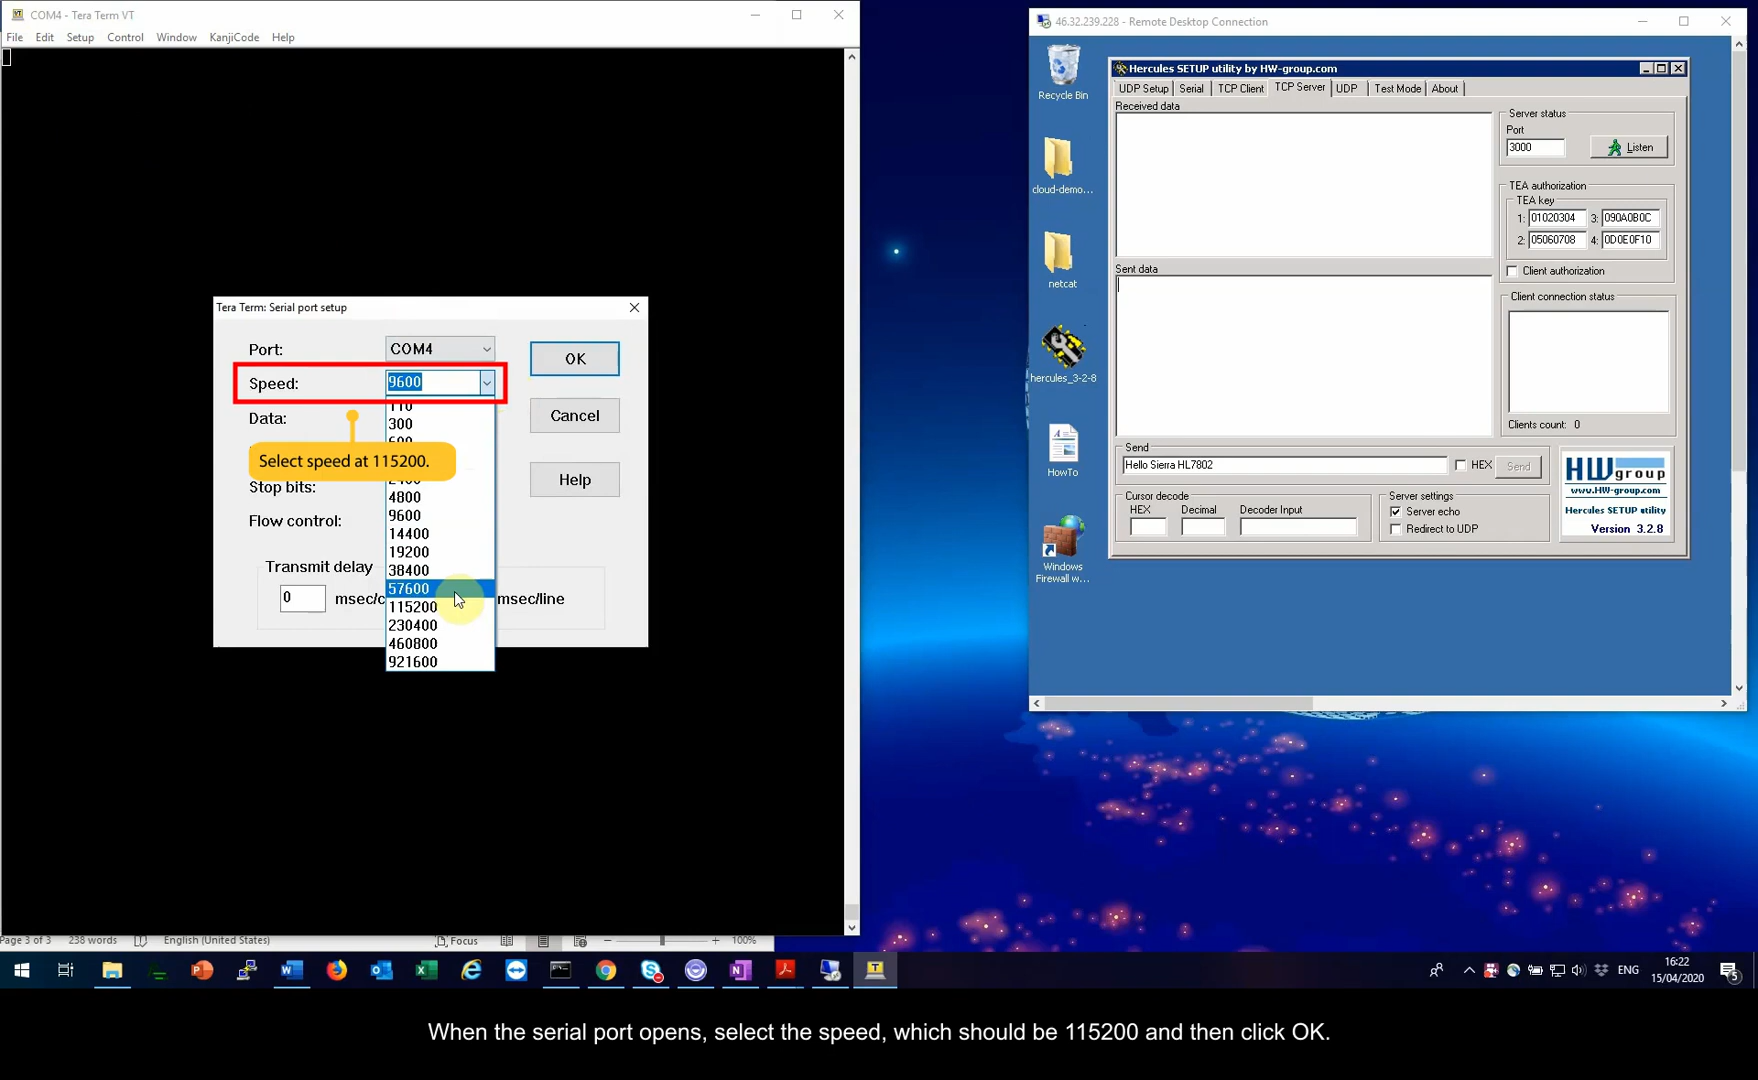 COM4 - Tera Term VT
File Edit Setup Control Window KanjiCode Help
Tera Term: Serial port setup
Port: COM4
OK
Speed: 9600
110
Data:
300
Cancel
Select speed at 115200.
Help
Stop bits:
4800
9600
Flow control:
14400
19200
Transmit delay
38400
57600
0 msec/c msec/line
115200
230400
460800
921600
Page 3 of 3 238 words English (United States) Focus 100%
46.32.239.228 - Remote Desktop Connection
Recycle Bin
cloud-demo...
netcat
hercules_3-2-8
HowTo
Windows
Firewall w...
Hercules SETUP utility by HW-group.com
UDP Setup Serial TCP Client TCP Server UDP Test Mode About
Received data
Server status
Port
3000 Listen
TEA authorization
TEA key
1: 01020304 3: 090A0B0C
2: 05060708 4: 0D0E0F10
Client authorization
Sent data
Client connection status
Clients count: 0
Send
Hello Sierra HL7802 HEX Send
Cursor decode
HEX Decimal Decoder Input
Server settings
Server echo
Redirect to UDP
HWgroup
www.HW-group.com
Hercules SETUP utility
Version 3.2.8
ENG
16:22
15/04/2020
5
When the serial port opens, select the speed, which should be 115200 and then click OK.